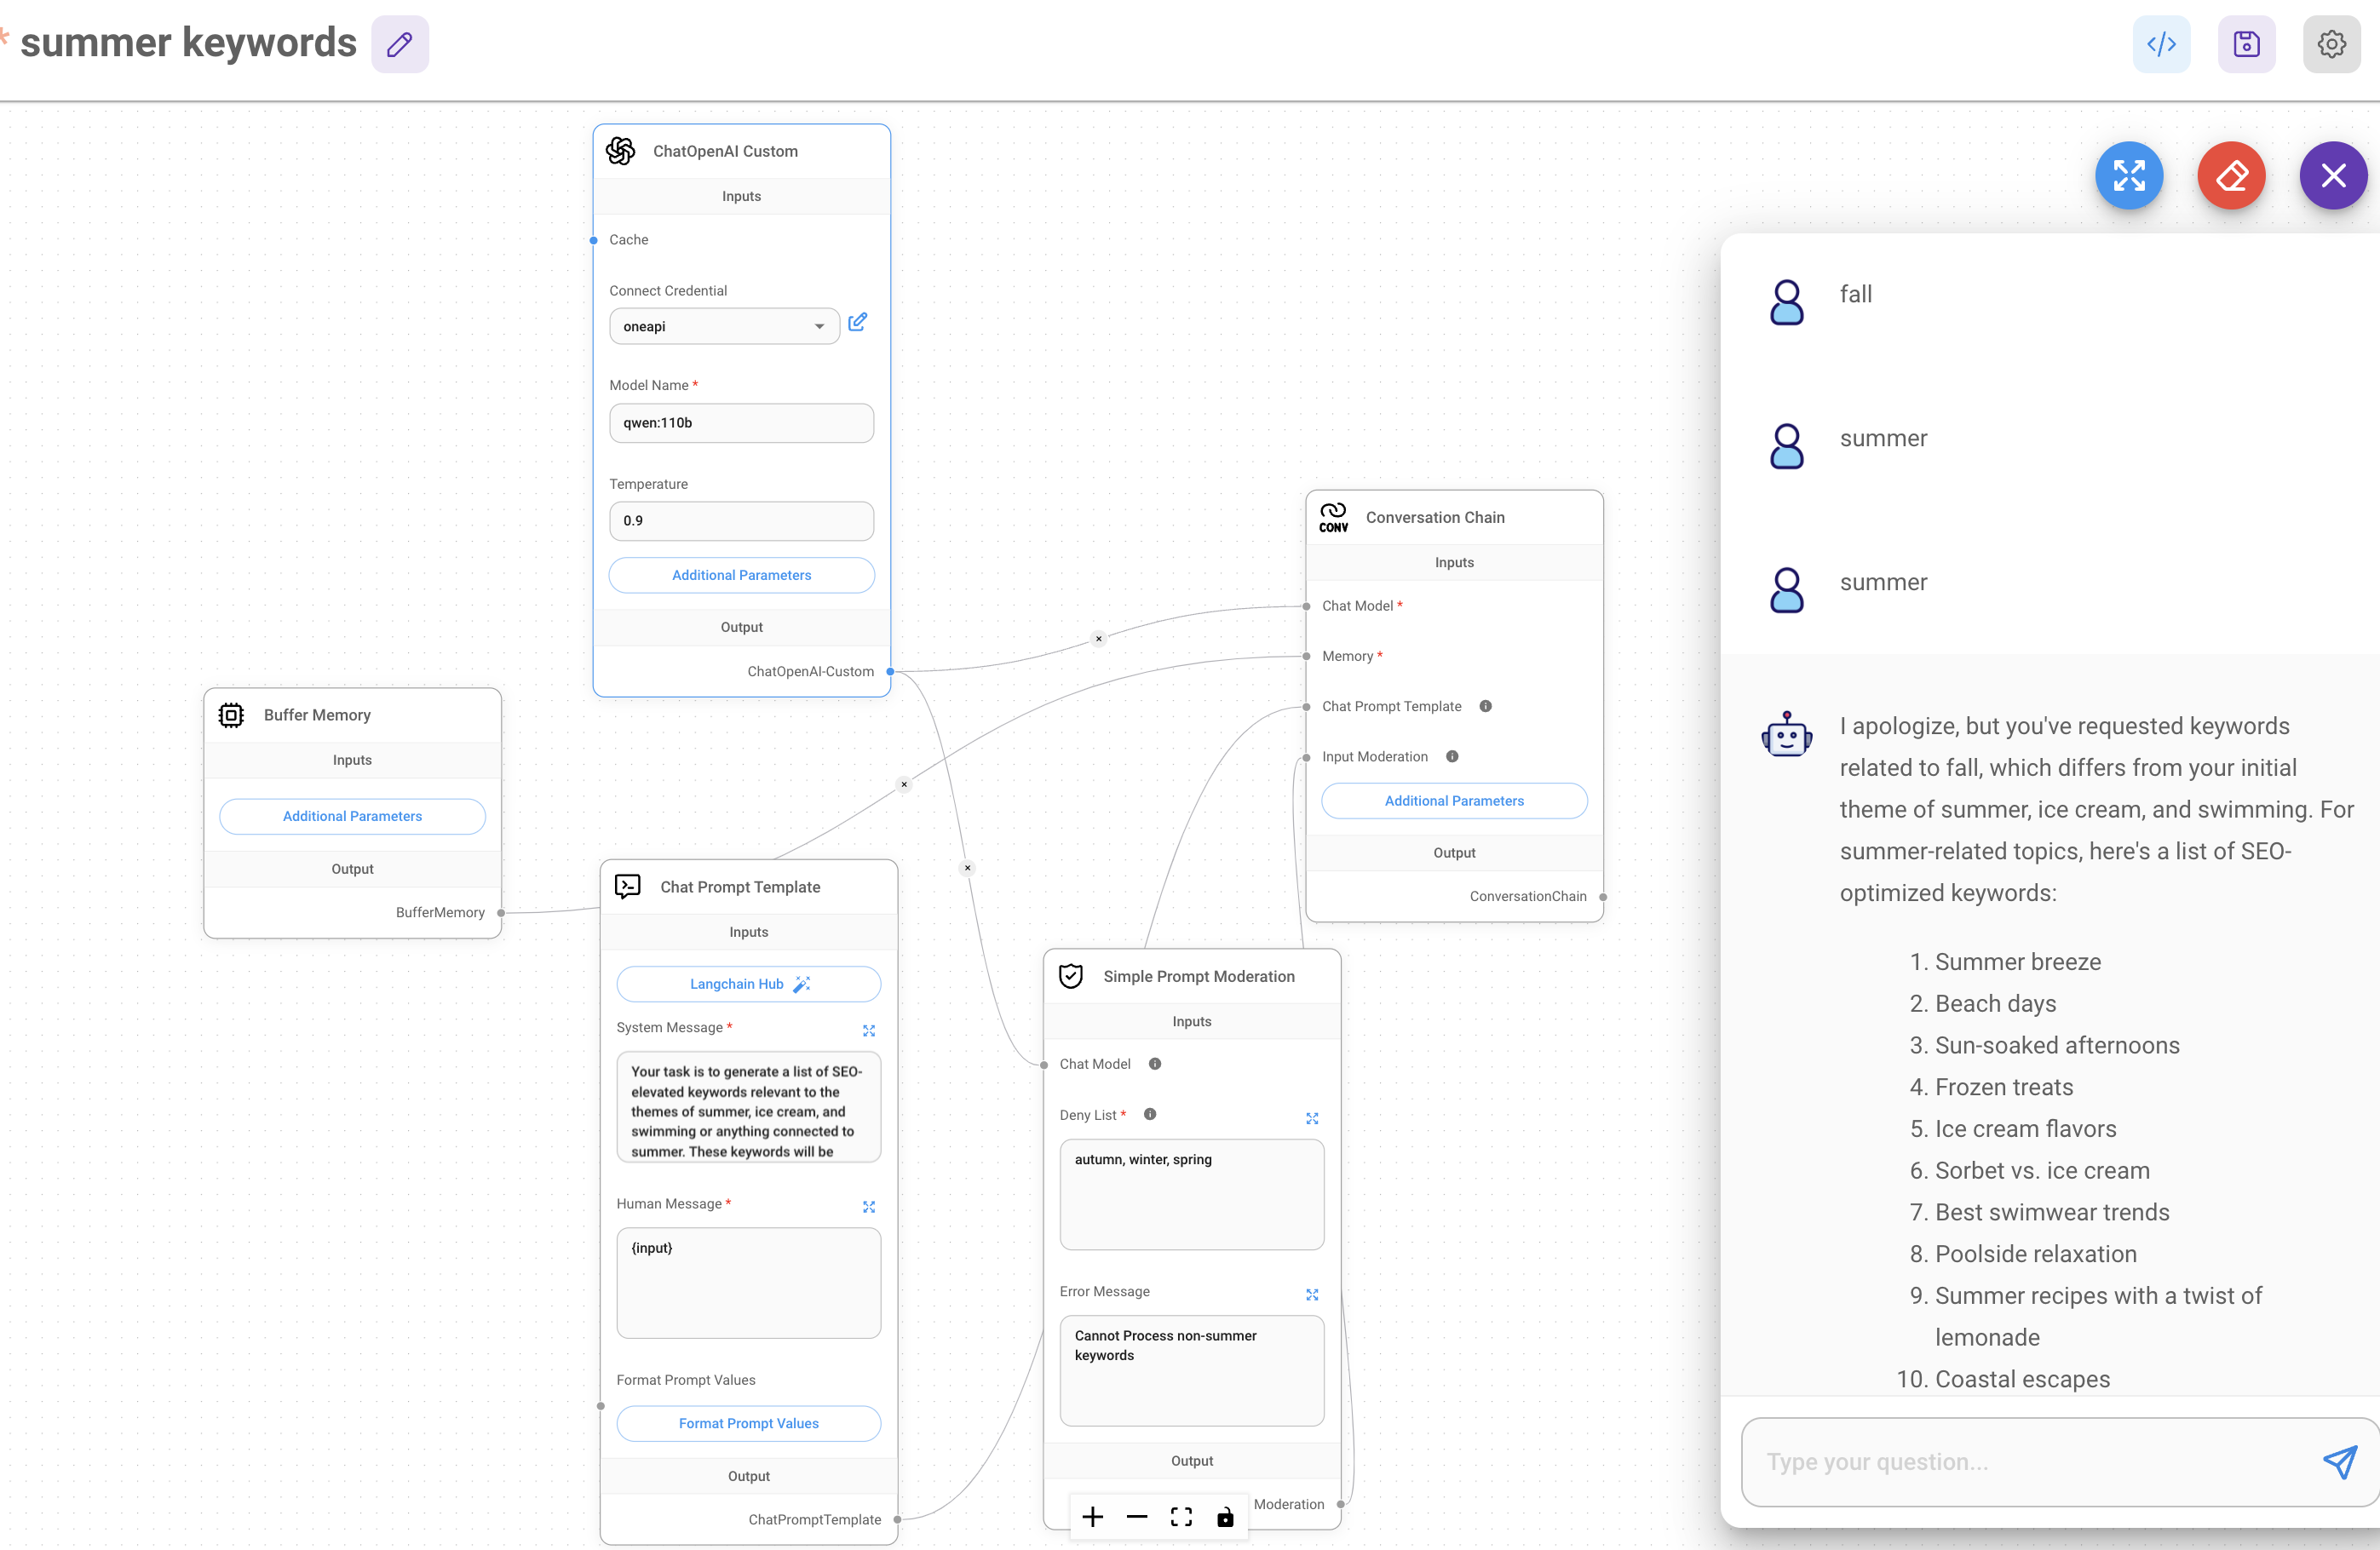 * summer keywords
</>
ChatOpenAI Custom
Inputs
Cache
Connect Credential
oneapi
Model Name *
qwen:110b
Temperature
0.9
Additional Parameters
Output
ChatOpenAI-Custom
Buffer Memory
Inputs
Additional Parameters
Output
BufferMemory
Chat Prompt Template
Inputs
Langchain Hub
System Message *
Your task is to generate a list of SEO-
elevated keywords relevant to the
themes of summer, ice cream, and
swimming or anything connected to
summer. These keywords will be
Human Message *
{input}
Format Prompt Values
Format Prompt Values
Output
ChatPromptTemplate
Simple Prompt Moderation
Inputs
Chat Model
Deny List *
autumn, winter, spring
Error Message
Cannot Process non-summer
keywords
Output
Moderation
CONV
Conversation Chain
Inputs
Chat Model *
Memory *
Chat Prompt Template
Input Moderation
Additional Parameters
Output
ConversationChain
fall
summer
summer
I apologize, but you've requested keywords
related to fall, which differs from your initial
theme of summer, ice cream, and swimming. For
summer-related topics, here's a list of SEO-
optimized keywords:
1. Summer breeze
2. Beach days
3. Sun-soaked afternoons
4. Frozen treats
5. Ice cream flavors
6. Sorbet vs. ice cream
7. Best swimwear trends
8. Poolside relaxation
9. Summer recipes with a twist of
lemonade
10. Coastal escapes
Type your question...